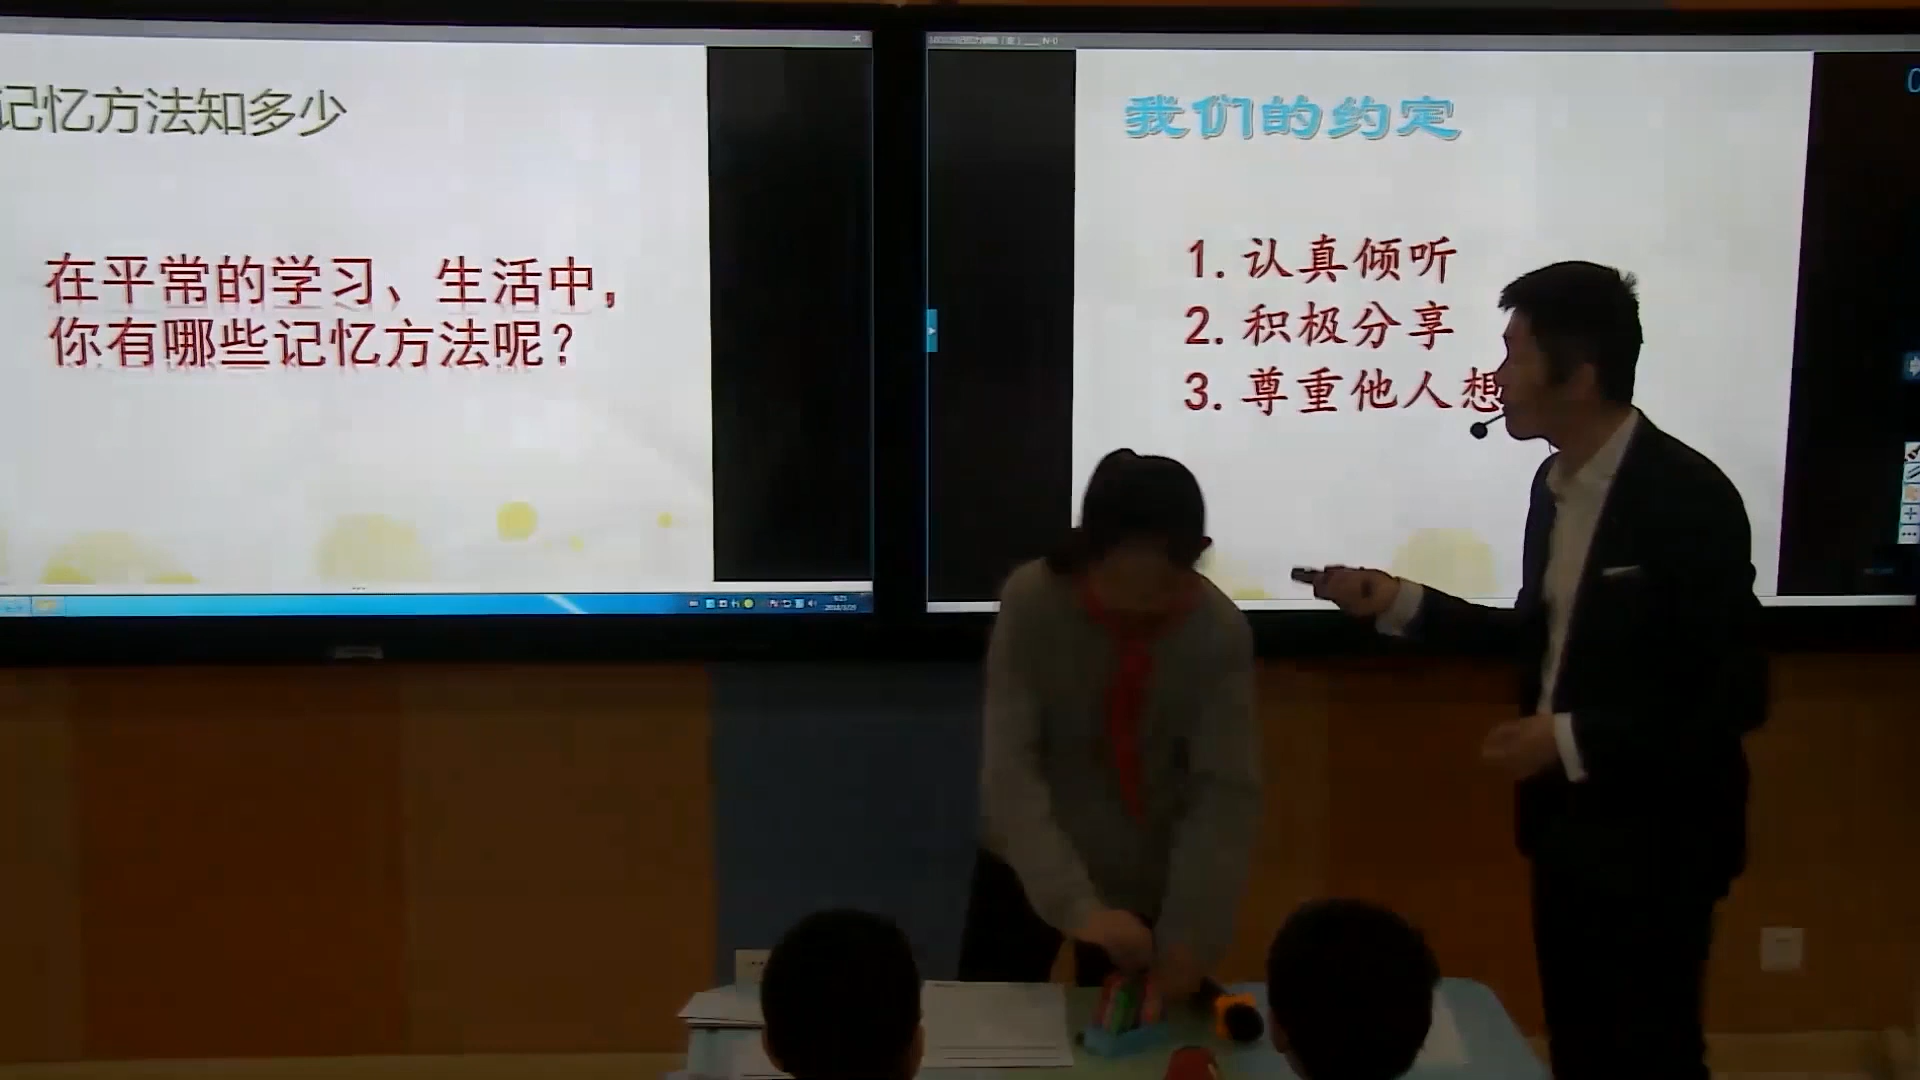 记忆方法知多少
在平常的学习、生活中，
你有哪些记忆方法呢？
我们的约定
1.认真倾听
2.积极分享
3.尊重他人想